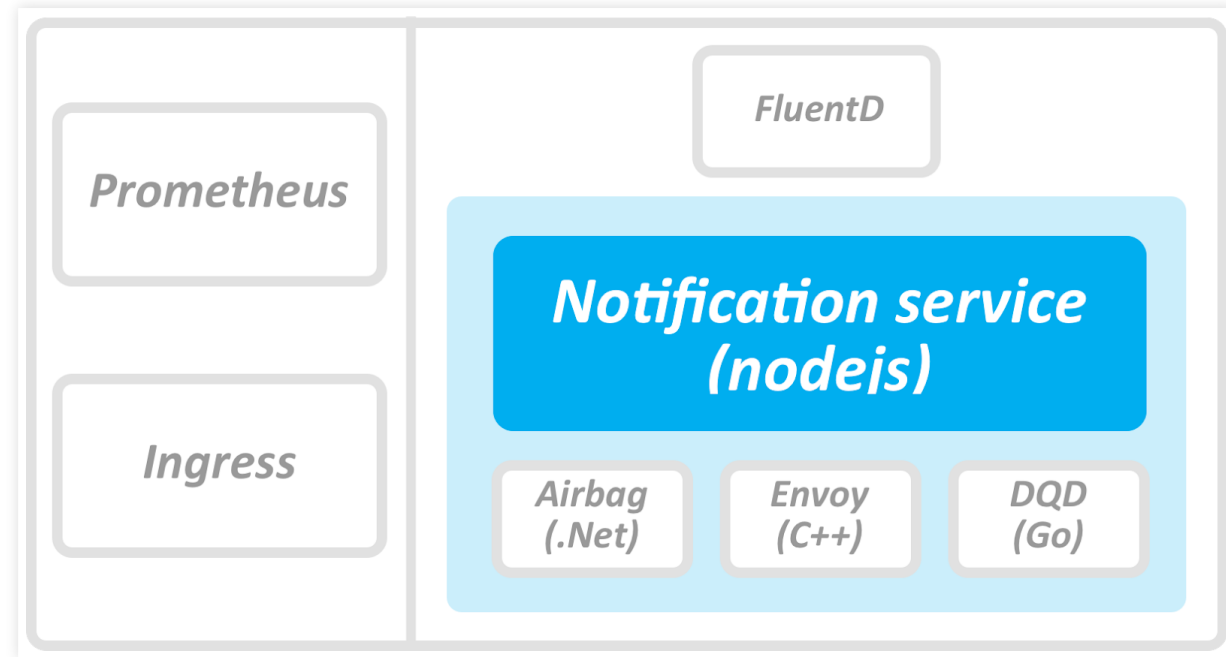 Prometheus
Ingress
FluentD
Notification service
(nodejs)
Airbag
(.Net)
Envoy
(C++)
DQD
(Go)